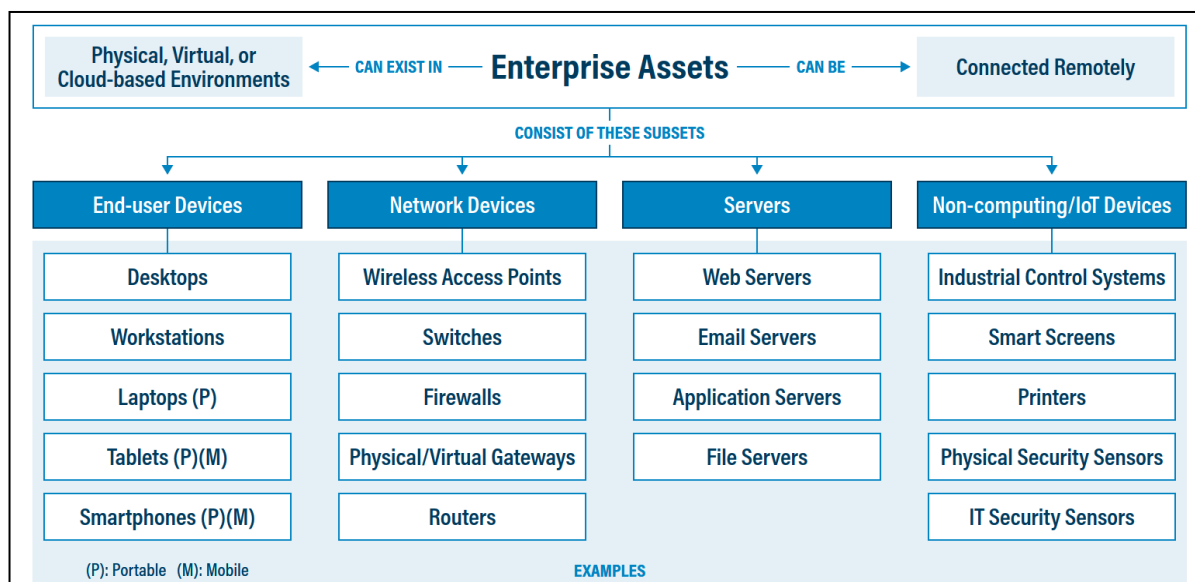 Physical, Virtual, or
Cloud-based Environments
CAN EXIST IN
Enterprise Assets
CAN BE
Connected Remotely
CONSIST OF THESE SUBSETS
End-user Devices
Network Devices
Servers
Non-computing/IoT Devices
Desktops
Wireless Access Points
Web Servers
Industrial Control Systems
Workstations
Switches
Email Servers
Smart Screens
Laptops (P)
Firewalls
Application Servers
Printers
Tablets (P)(M)
Physical/Virtual Gateways
File Servers
Physical Security Sensors
Smartphones (P)(M)
Routers
IT Security Sensors
(P): Portable (M): Mobile
EXAMPLES